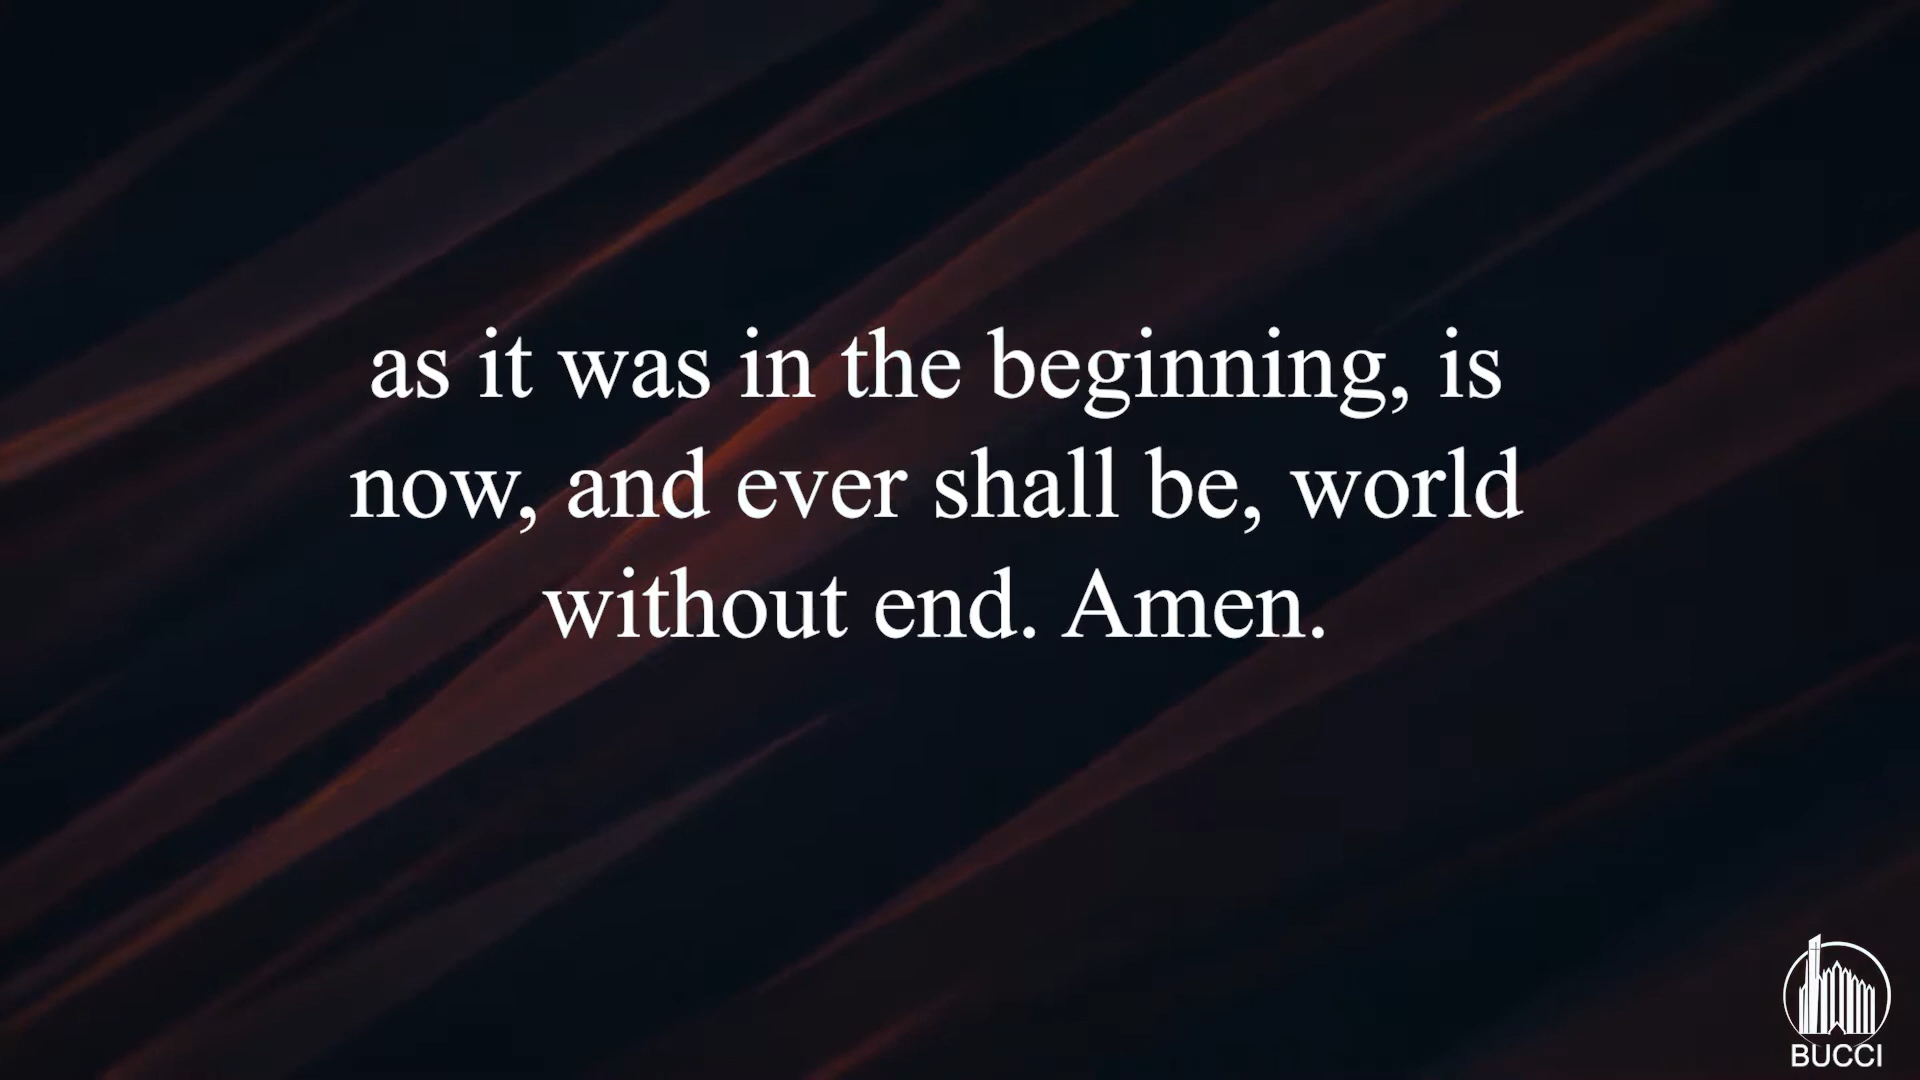 as it was in the beginning, is
now, and ever shall be, world
without end. Amen.
BUCCI